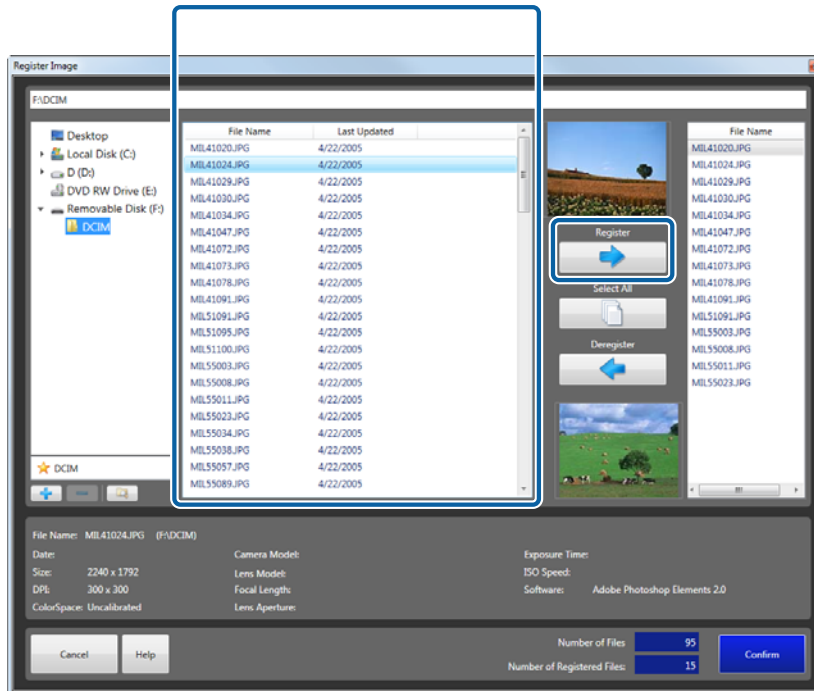 Register Image
F:\DCIM
Desktop
Local Disk (C:)
D (D:)
DVD RW Drive (E:)
Removable Disk (F:)
DCIM
DCIM
File Name Last Updated
MIL41020.JPG 4/22/2005
MIL41024.JPG 4/22/2005
MIL41029.JPG 4/22/2005
MIL41030.JPG 4/22/2005
MIL41034.JPG 4/22/2005
MIL41047.JPG 4/22/2005
MIL41072.JPG 4/22/2005
MIL41073.JPG 4/22/2005
MIL41078.JPG 4/22/2005
MIL41091.JPG 4/22/2005
MIL51091.JPG 4/22/2005
MIL51095.JPG 4/22/2005
MIL51100.JPG 4/22/2005
MIL55003.JPG 4/22/2005
MIL55008.JPG 4/22/2005
MIL55011.JPG 4/22/2005
MIL55023.JPG 4/22/2005
MIL55034.JPG 4/22/2005
MIL55038.JPG 4/22/2005
MIL55057.JPG 4/22/2005
MIL55089.JPG 4/22/2005
Register
Select All
Deregister
File Name
MIL41020.JPG
MIL41024.JPG
MIL41029.JPG
MIL41030.JPG
MIL41034.JPG
MIL41047.JPG
MIL41072.JPG
MIL41073.JPG
MIL41078.JPG
MIL41091.JPG
MIL51091.JPG
MIL55003.JPG
MIL55008.JPG
MIL55011.JPG
MIL55023.JPG
File Name: MIL41024.JPG (F:\DCIM)
Date: Camera Model: Exposure Time:
Size: 2240 x 1792 Lens Model: ISO Speed:
DPI: 300 x 300 Focal Length: Software: Adobe Photoshop Elements 2.0
ColorSpace: Uncalibrated Lens Aperture:
Cancel Help
Number of Files 95
Number of Registered Files: 15
Confirm